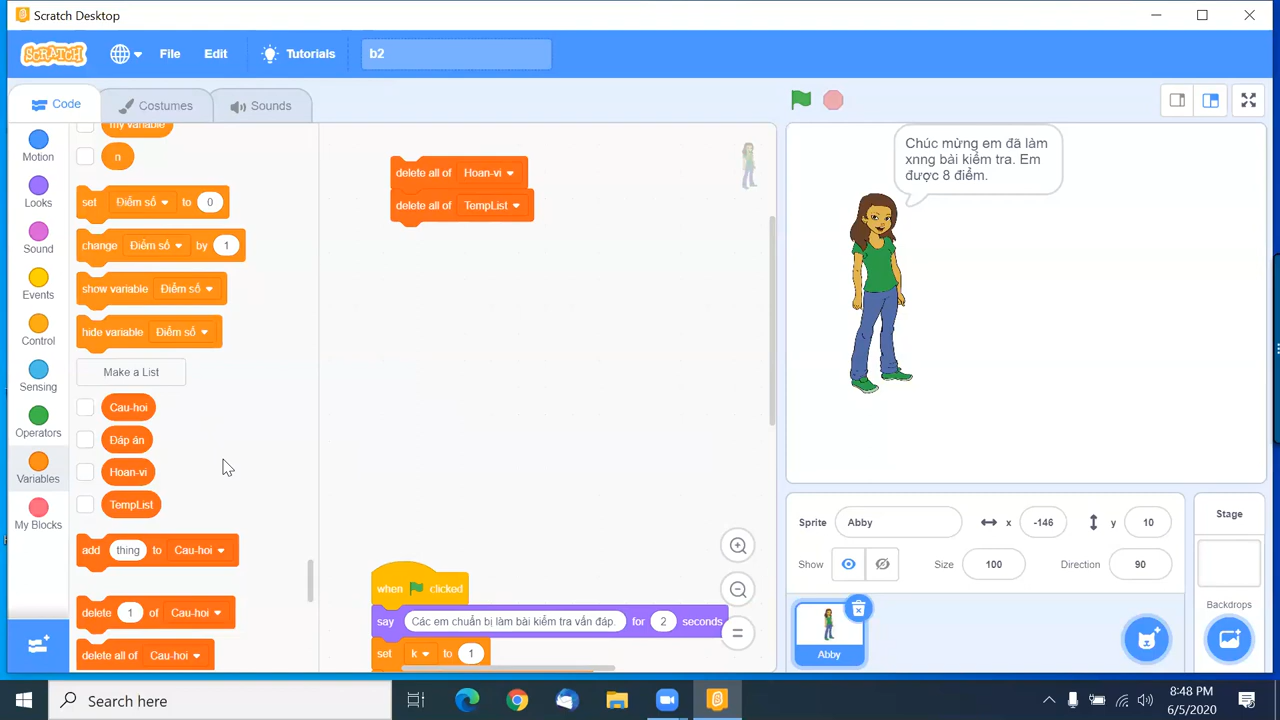 Scratch Desktop
SCRATCH
File
Edit
Tutorials
b2
Code
Costumes
Sounds
Motion
Looks
Sound
Events
Control
Sensing
Operators
Variables
My Blocks
my variable
n
set Điểm số to 0
change Điểm số by 1
show variable Điểm số
hide variable Điểm số
Make a List
Cau-hoi
Đáp án
Hoan-vi
TempList
add thing to Cau-hoi
delete 1 of Cau-hoi
delete all of Cau-hoi
delete all of Hoan-vi
delete all of TempList
when clicked
say Các em chuẩn bị làm bài kiểm tra vấn đáp. for 2 seconds
set k to 1
Chúc mừng em đã làm
xnng bài kiểm tra. Em
được 8 điểm.
Sprite Abby x -146 y 10
Show Size 100 Direction 90
Abby
Stage
Backdrops
Search here
8:48 PM
6/5/2020